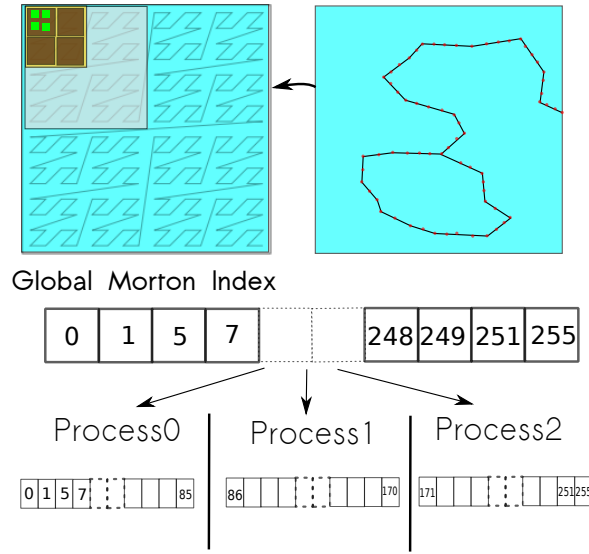 Global Morton Index
0 1 5 7 248 249 251 255
Process0 Process1 Process2
0 1 5 7 85 86 170 171 251 255